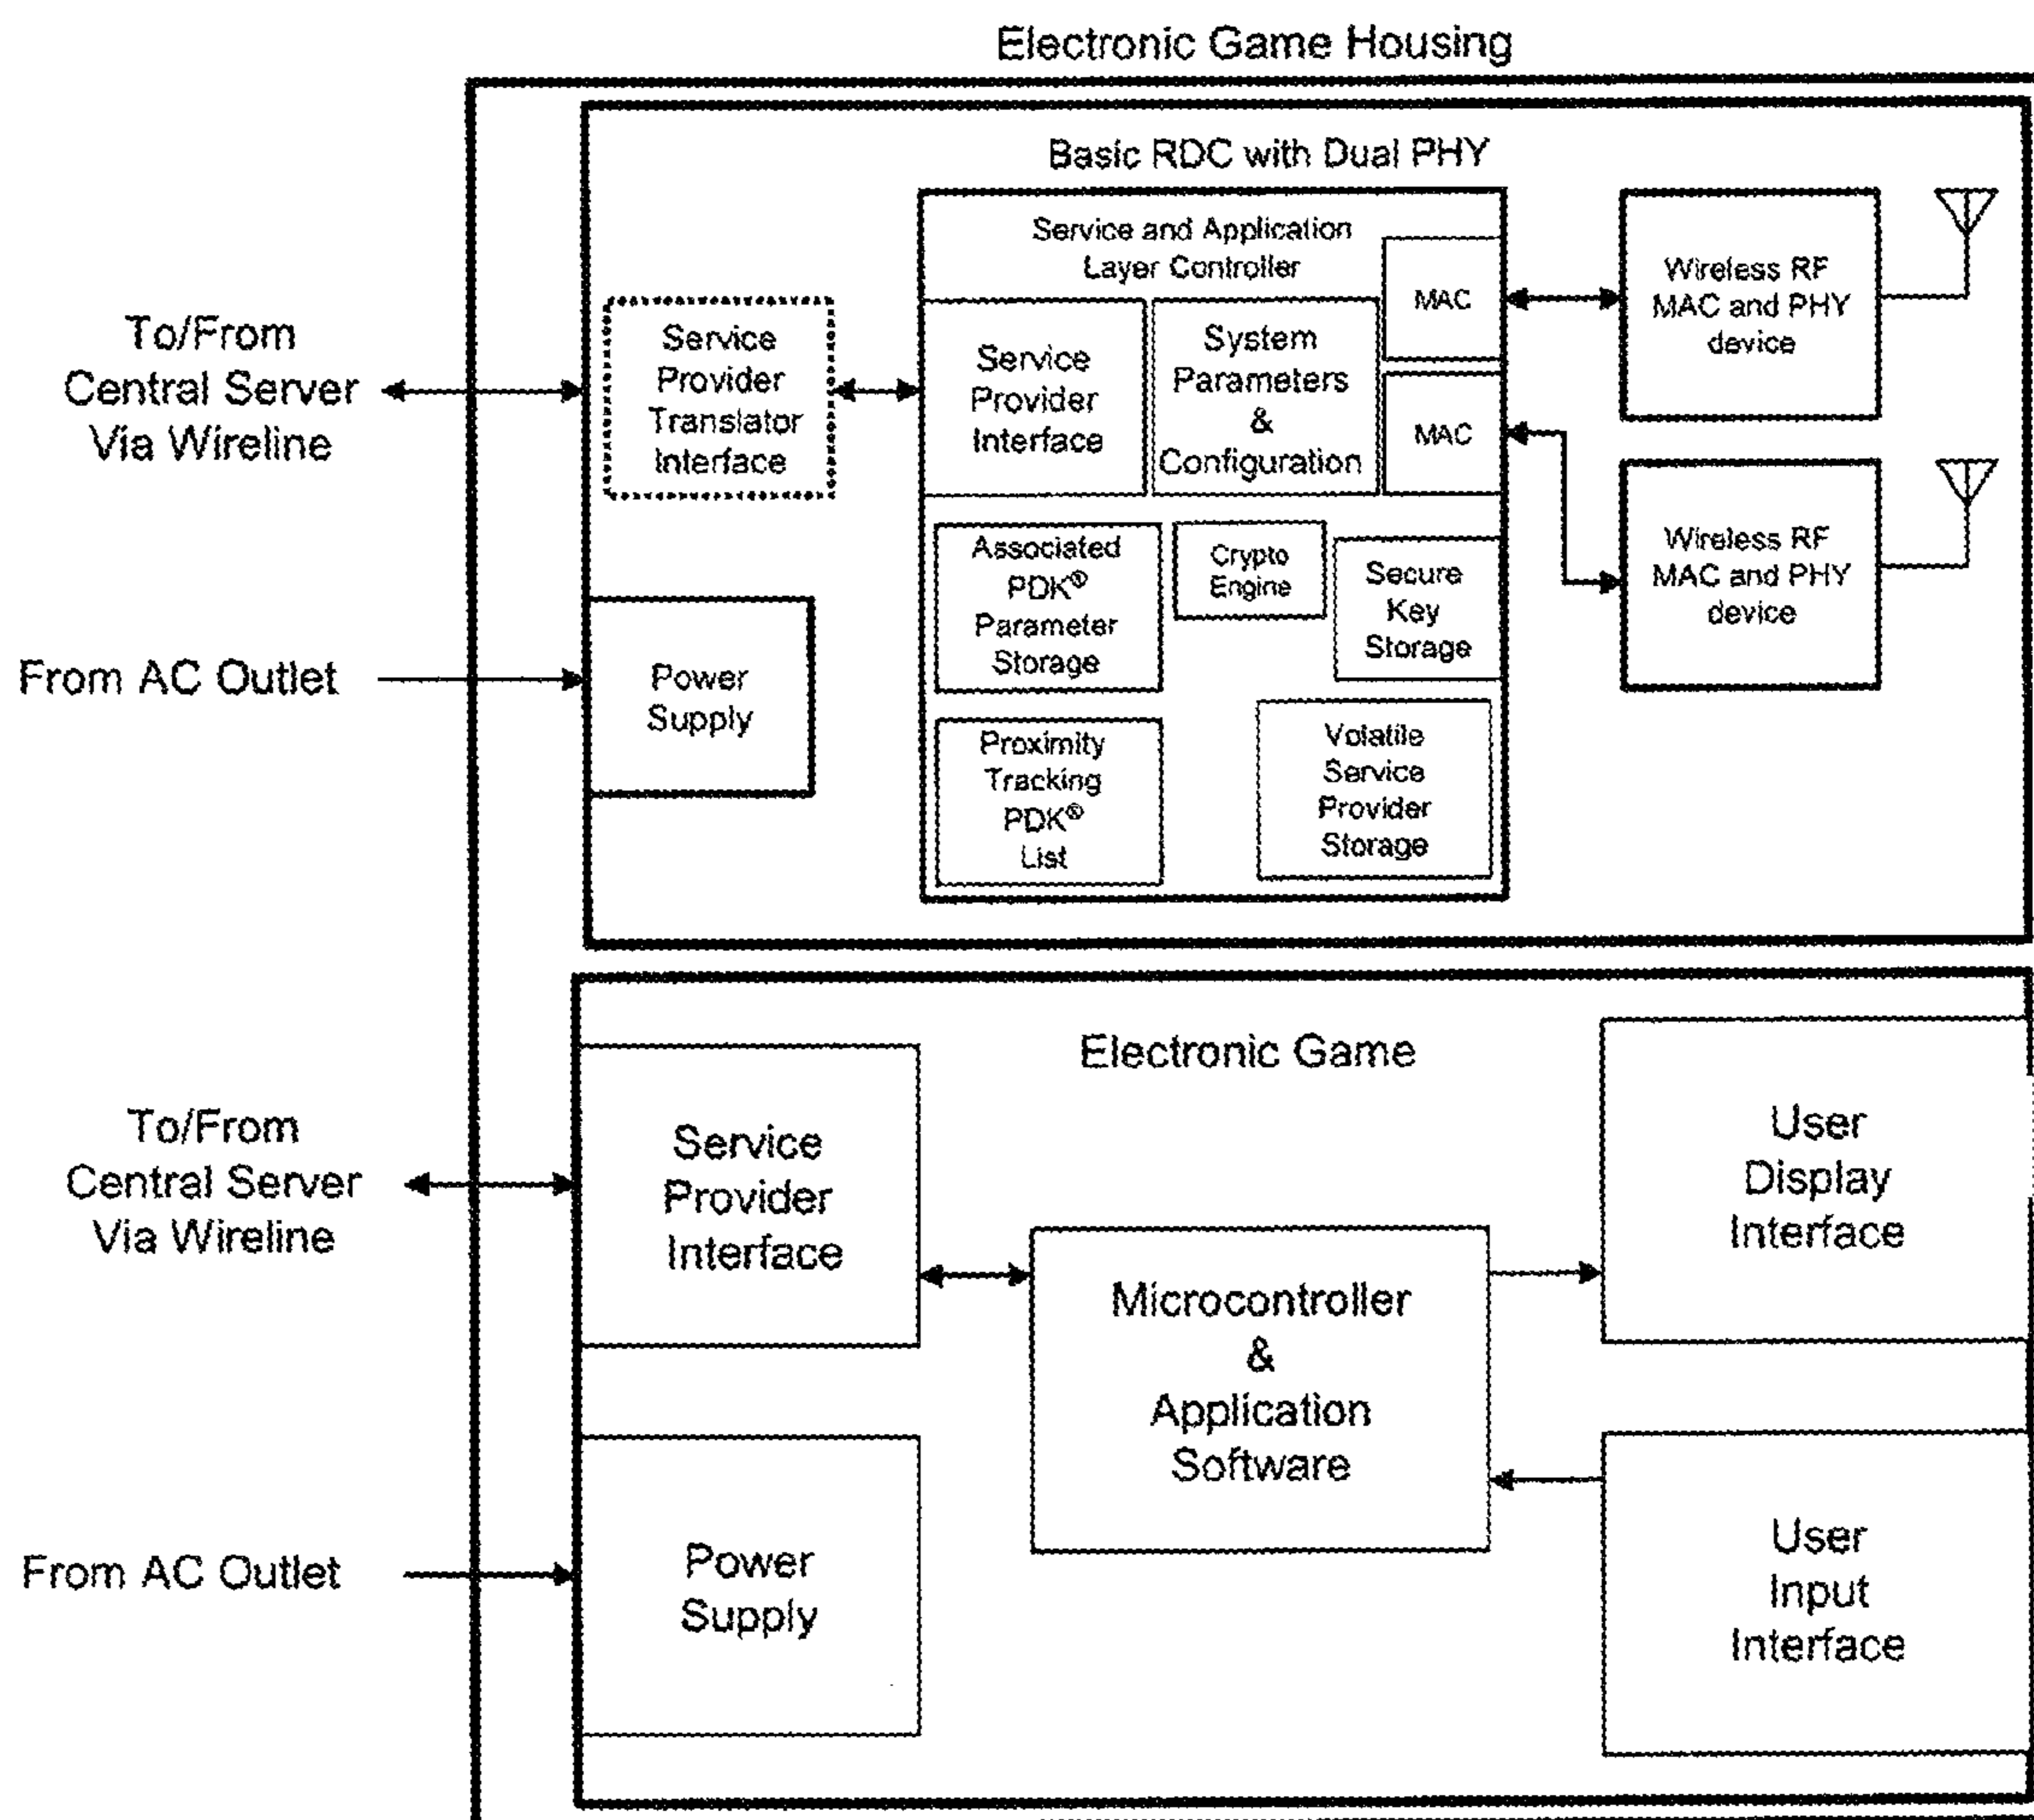 Electronic Game Housing
Basic RDC with Dual PHY
Service and Application
Layer Controller
MAC
Wireless RF
MAC and PHY
device
To/From
Central Server
Via Wireline
Service
Provider
Translator
Interface
Service
Provider
Interface
System
Parameters
&
Configuration
MAC
Wireless RF
MAC and PHY
device
Associated
PDK®
Parameter
Storage
Crypto
Engine
Secure
Key
Storage
From AC Outlet
Power
Supply
Proximity
Tracking
PDK®
List
Volatile
Service
Provider
Storage
Electronic Game
To/From
Central Server
Via Wireline
Service
Provider
Interface
User
Display
Interface
Microcontroller
&
Application
Software
From AC Outlet
Power
Supply
User
Input
Interface